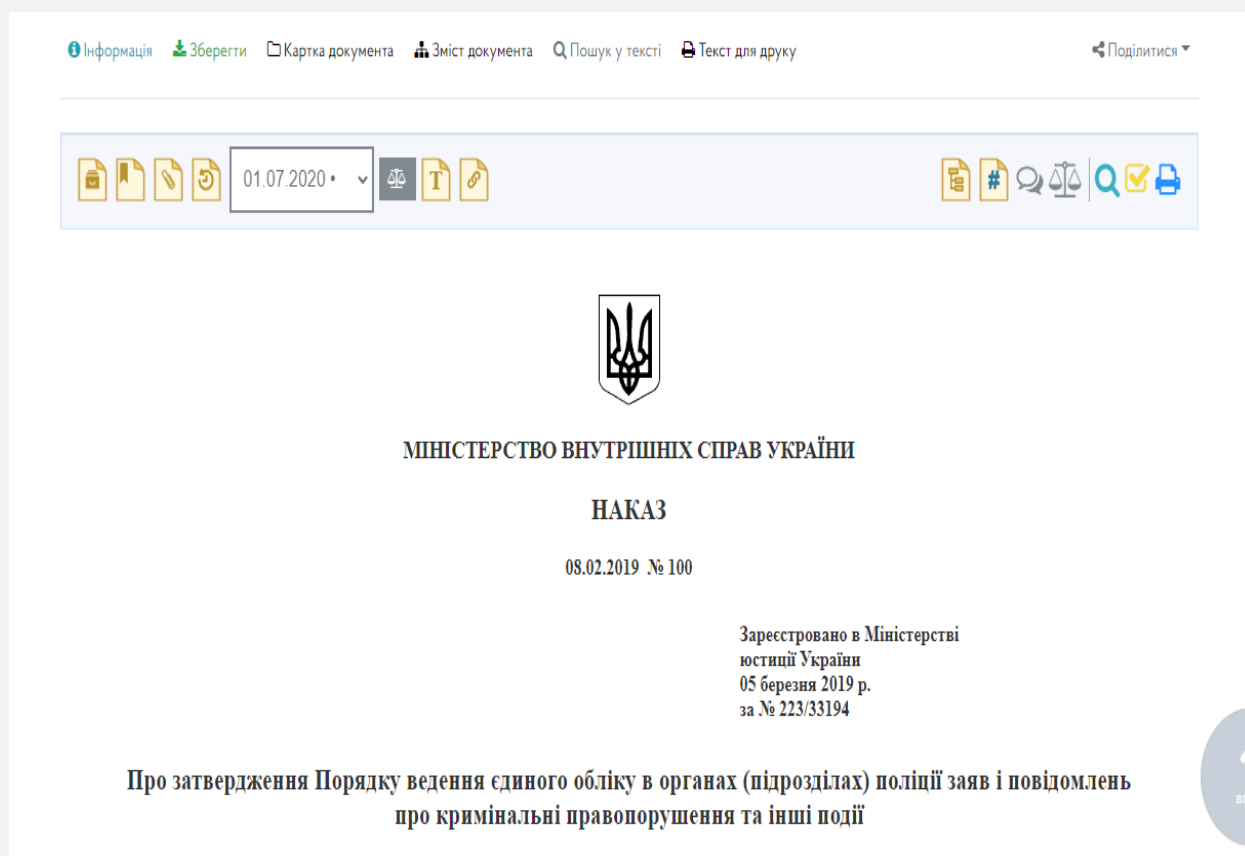 Інформація Зберегти Картка документа Зміст документа Пошук у тексті Текст для друку Поділитися
01.07.2020 •
T #
МІНІСТЕРСТВО ВНУТРІШНІХ СПРАВ УКРАЇНИ
НАКАЗ
08.02.2019 № 100
Зареєстровано в Міністерстві
юстиції України
05 березня 2019 р.
за № 223/33194
Про затвердження Порядку ведення єдиного обліку в органах (підрозділах) поліції заяв і повідомлень
про кримінальні правопорушення та інші події